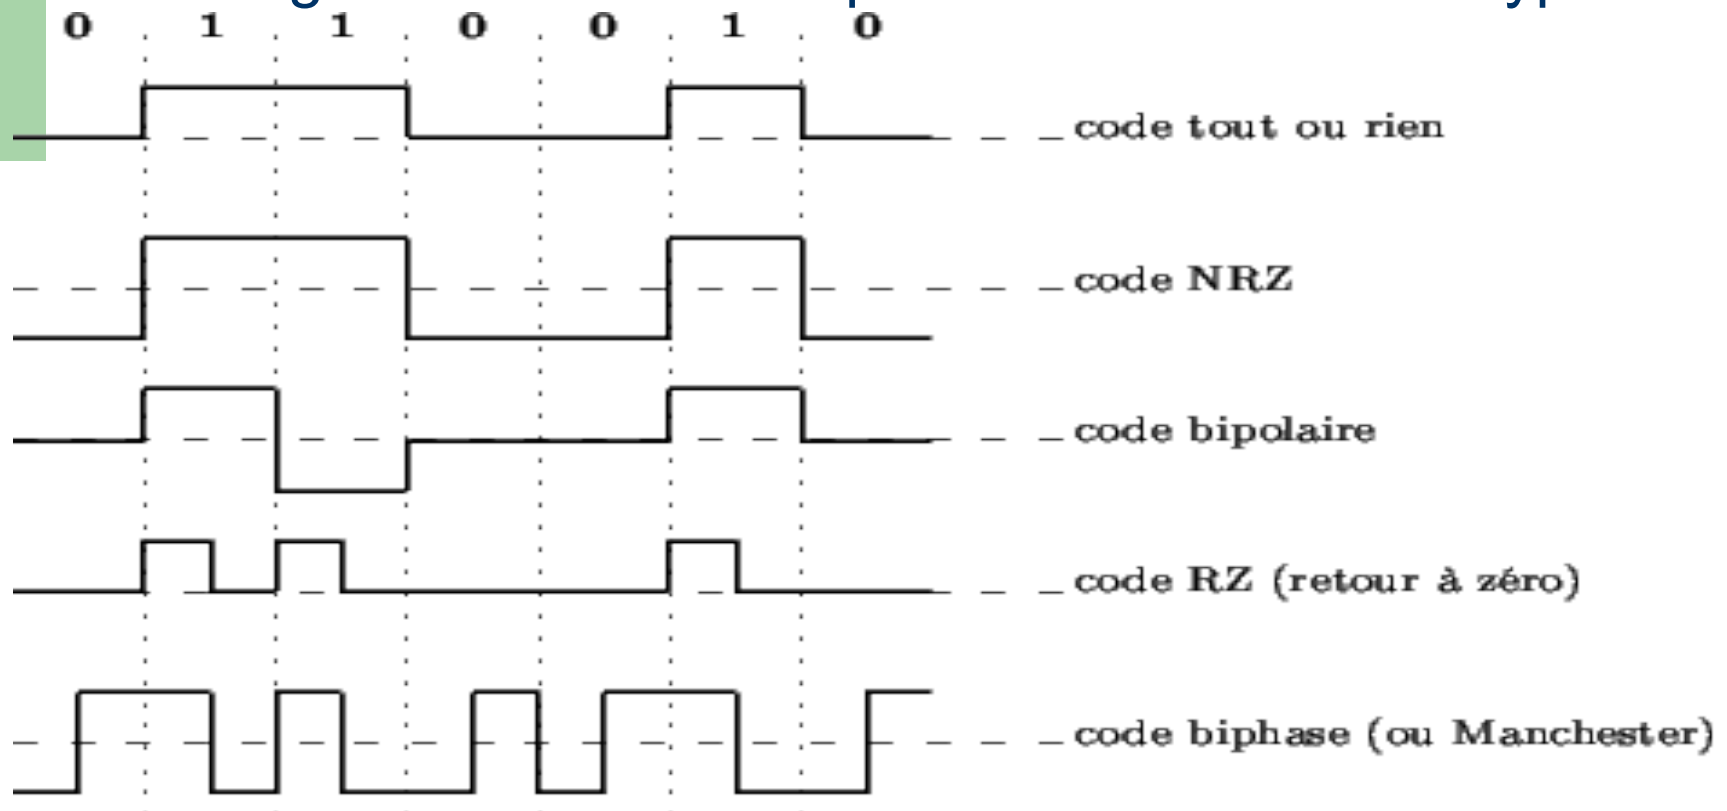 0 1 1 0 0 1 0
code tout ou rien
code NRZ
code bipolaire
code RZ (retour à zéro)
code biphase (ou Manchester)